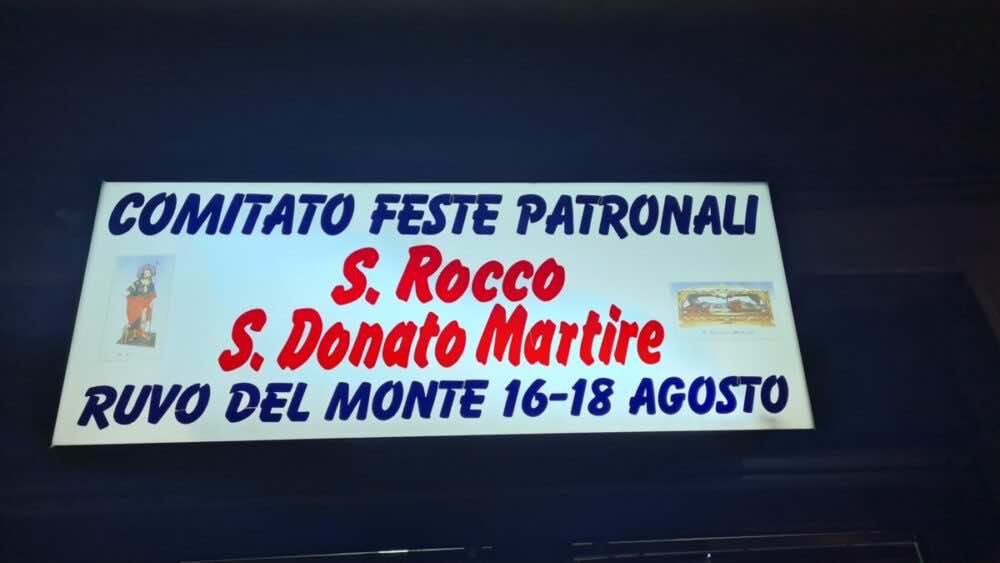 COMITATO FESTE PATRONALI
S. Rocco
S. Donato Martire
RUVO DEL MONTE 16-18 AGOSTO